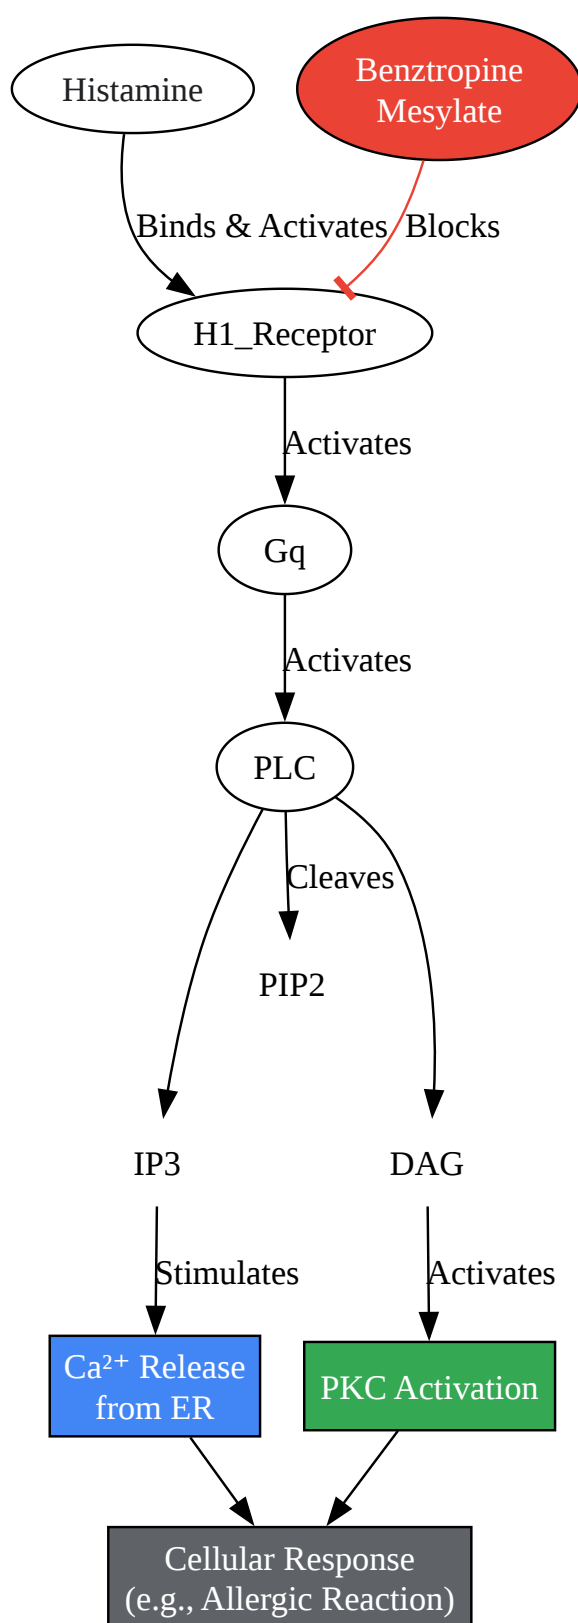 Histamine
Benztropine
Mesylate
Binds & Activates
Blocks
H1_Receptor
Activates
Gq
Activates
PLC
Cleaves
PIP2
IP3
DAG
Stimulates
Activates
Ca²⁺ Release
from ER
PKC Activation
Cellular Response
(e.g., Allergic Reaction)